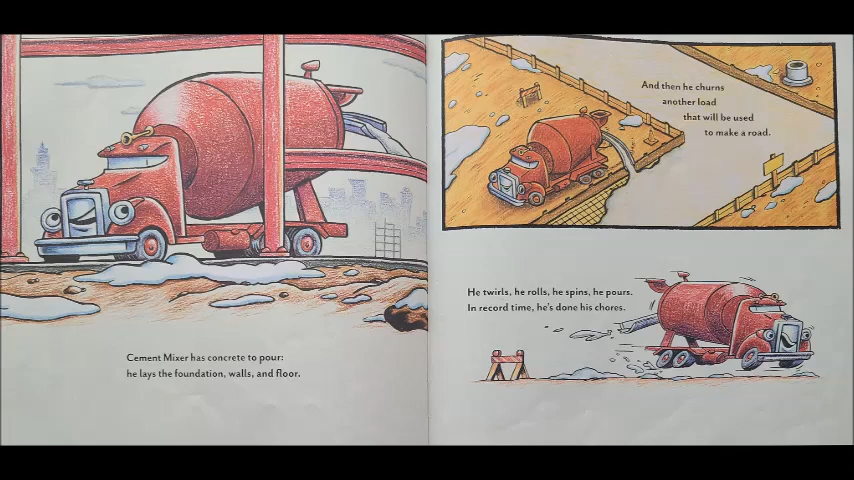 Cement Mixer has concrete to pour:
he lays the foundation, walls, and floor.
And then he churns
another load
that will be used
to make a road.
He twirls, he rolls, he spins, he pours.
In record time, he's done his chores.